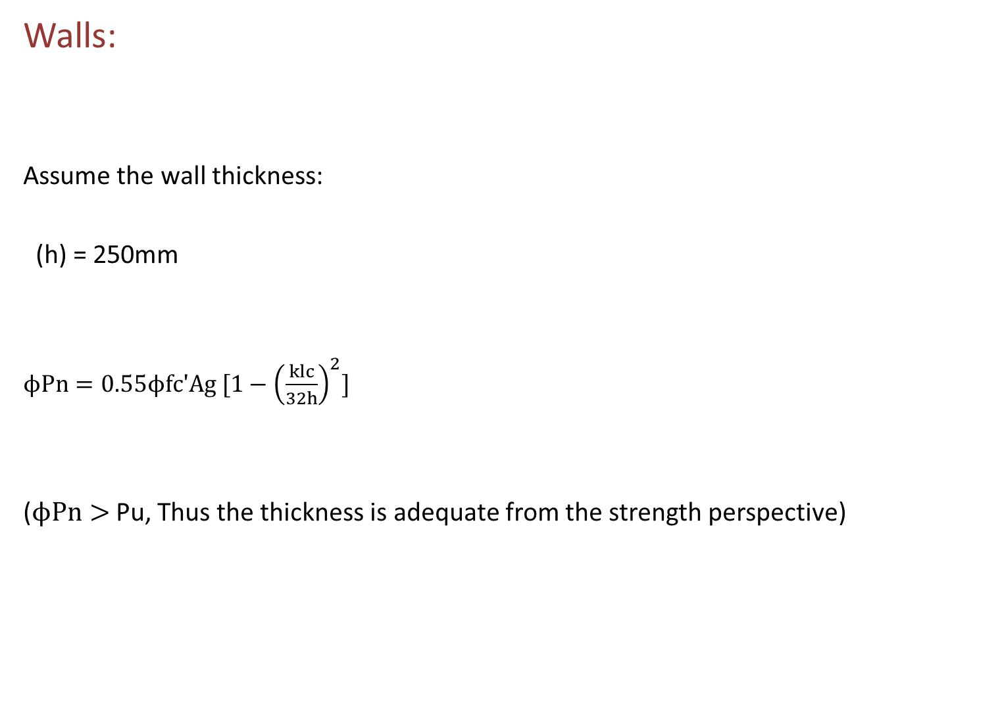 Walls:
Assume the wall thickness:
(h) = 250mm
ϕPn = 0.55ϕfc'Ag [1 − (klc/32h)²]
(ϕPn > Pu, Thus the thickness is adequate from the strength perspective)